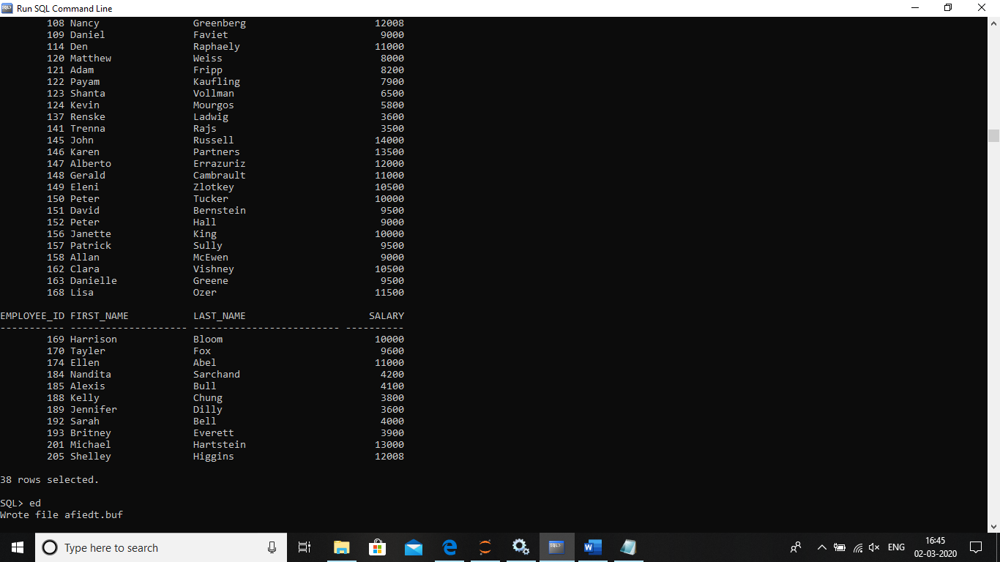 Run SQL Command Line
108 Nancy Greenberg 12008
109 Daniel Faviet 9000
114 Den Raphaely 11000
120 Matthew Weiss 8000
121 Adam Fripp 8200
122 Payam Kaufling 7900
123 Shanta Vollman 6500
124 Kevin Mourgos 5800
137 Renske Ladwig 3600
141 Trenna Rajs 3500
145 John Russell 14000
146 Karen Partners 13500
147 Alberto Errazuriz 12000
148 Gerald Cambrault 11000
149 Eleni Zlotkey 10500
150 Peter Tucker 10000
151 David Bernstein 9500
152 Peter Hall 9000
156 Janette King 10000
157 Patrick Sully 9500
158 Allan McEwen 9000
162 Clara Vishney 10500
163 Danielle Greene 9500
168 Lisa Ozer 11500
EMPLOYEE_ID FIRST_NAME LAST_NAME SALARY
----------- -------------------- ------------------------- ----------
169 Harrison Bloom 10000
170 Tayler Fox 9600
174 Ellen Abel 11000
184 Nandita Sarchand 4200
185 Alexis Bull 4100
188 Kelly Chung 3800
189 Jennifer Dilly 3600
192 Sarah Bell 4000
193 Britney Everett 3900
201 Michael Hartstein 13000
205 Shelley Higgins 12008
38 rows selected.
SQL> ed
Wrote file afiedt.buf
Type here to search
ENG
16:45
02-03-2020